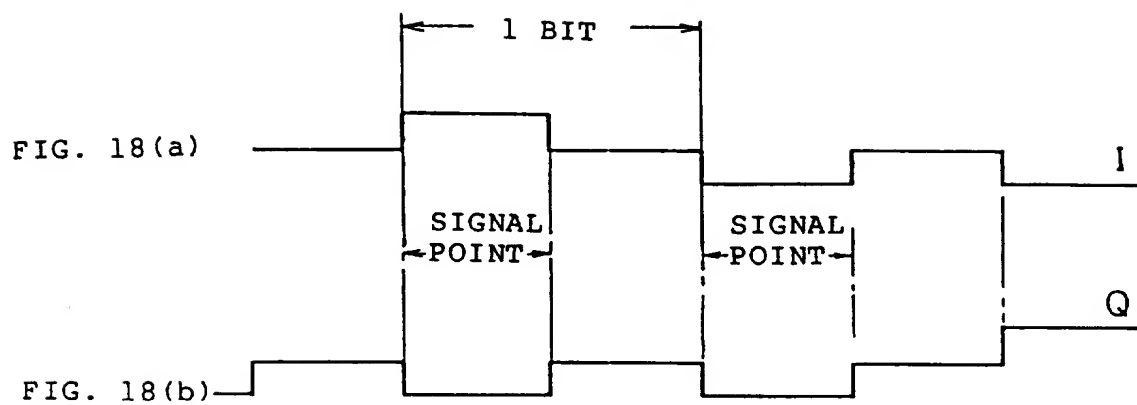 1 BIT
FIG. 18(a)
I
SIGNAL POINT
SIGNAL POINT
Q
FIG. 18(b)